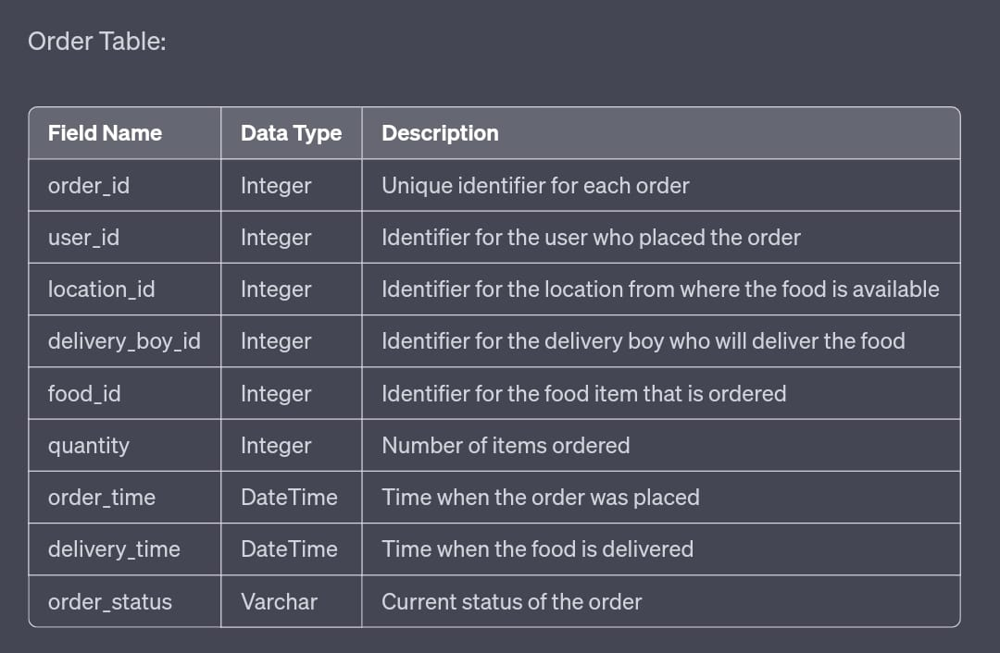 Order Table:
Field Name Data Type Description
order_id Integer Unique identifier for each order
user_id Integer Identifier for the user who placed the order
location_id Integer Identifier for the location from where the food is available
delivery_boy_id Integer Identifier for the delivery boy who will deliver the food
food_id Integer Identifier for the food item that is ordered
quantity Integer Number of items ordered
order_time DateTime Time when the order was placed
delivery_time DateTime Time when the food is delivered
order_status Varchar Current status of the order